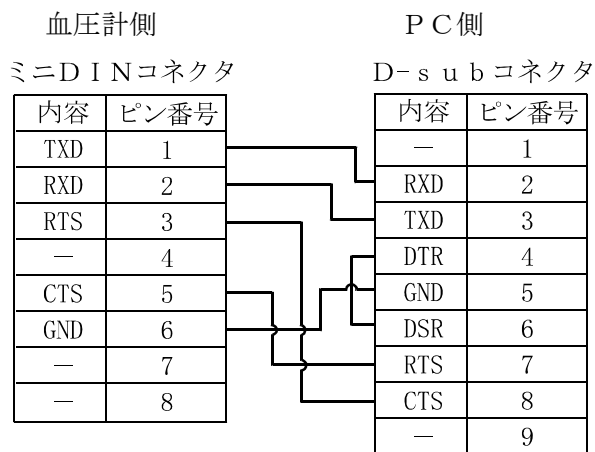 血圧計側
ミニＤＩＮコネクタ
内容 ピン番号
TXD 1
RXD 2
RTS 3
― 4
CTS 5
GND 6
― 7
― 8
ＰＣ側
Ｄ-ｓｕｂコネクタ
内容 ピン番号
― 1
RXD 2
TXD 3
DTR 4
GND 5
DSR 6
RTS 7
CTS 8
― 9